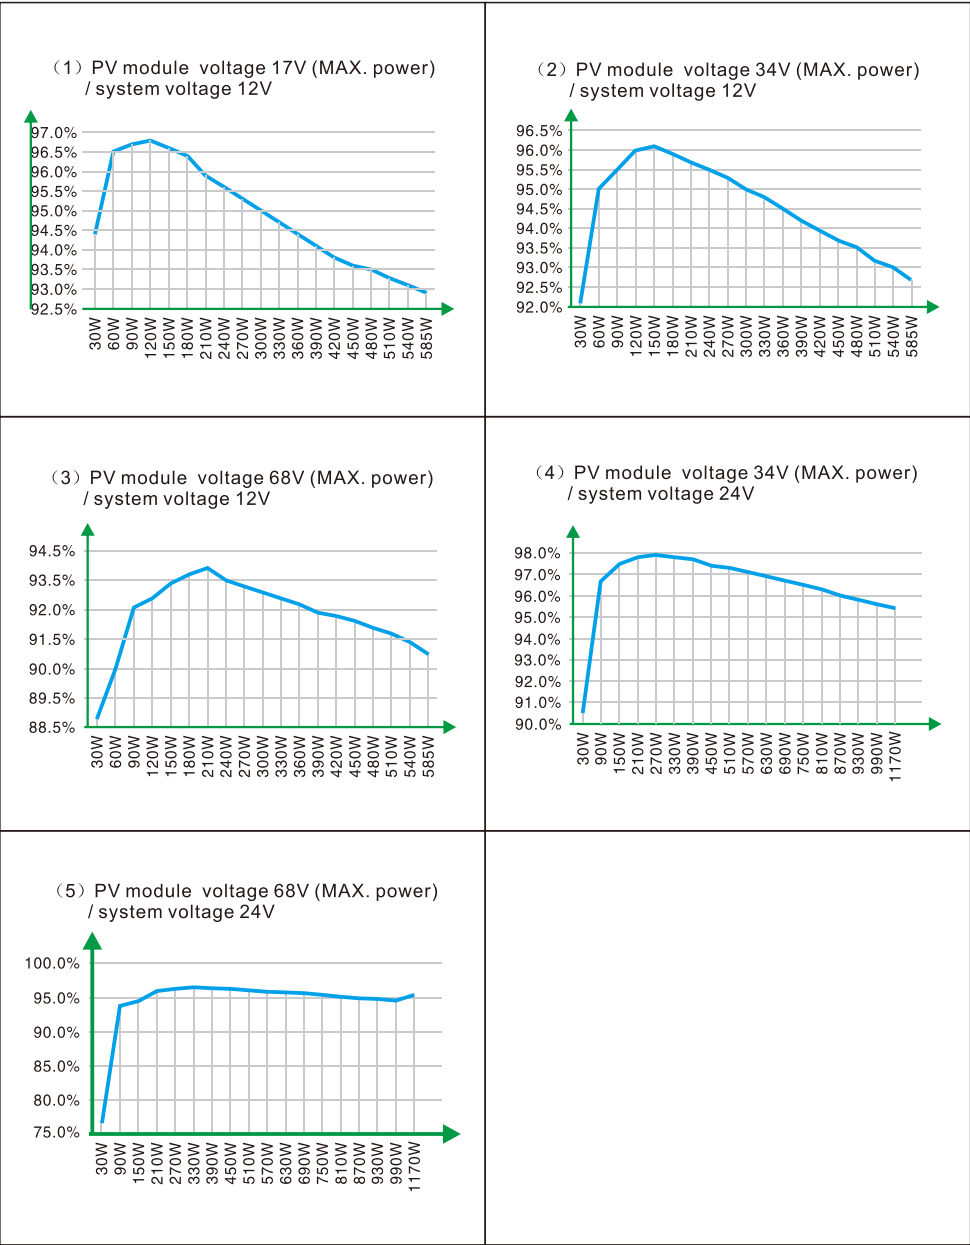 （1）PV module voltage 17V (MAX. power)
/ system voltage 12V
97.0%
96.5%
96.0%
95.5%
95.0%
94.5%
94.0%
93.5%
93.0%
92.5%
30W 60W 90W 120W 150W 180W 210W 240W 270W 300W 330W 360W 390W 420W 450W 480W 510W 540W 585W
（2）PV module voltage 34V (MAX. power)
/ system voltage 12V
96.5%
96.0%
95.5%
95.0%
94.5%
94.0%
93.5%
93.0%
92.5%
92.0%
30W 60W 90W 120W 150W 180W 210W 240W 270W 300W 330W 360W 390W 420W 450W 480W 510W 540W 585W
（3）PV module voltage 68V (MAX. power)
/ system voltage 12V
94.5%
93.5%
92.0%
91.5%
90.0%
89.5%
88.5%
30W 60W 90W 120W 150W 180W 210W 240W 270W 300W 330W 360W 390W 420W 450W 480W 510W 540W 585W
（4）PV module voltage 34V (MAX. power)
/ system voltage 24V
98.0%
97.0%
96.0%
95.0%
94.0%
93.0%
92.0%
91.0%
90.0%
30W 90W 150W 210W 270W 330W 390W 450W 510W 570W 630W 690W 750W 810W 870W 930W 990W 1170W
（5）PV module voltage 68V (MAX. power)
/ system voltage 24V
100.0%
95.0%
90.0%
85.0%
80.0%
75.0%
30W 90W 150W 210W 270W 330W 390W 450W 510W 570W 630W 690W 750W 810W 870W 930W 990W 1170W